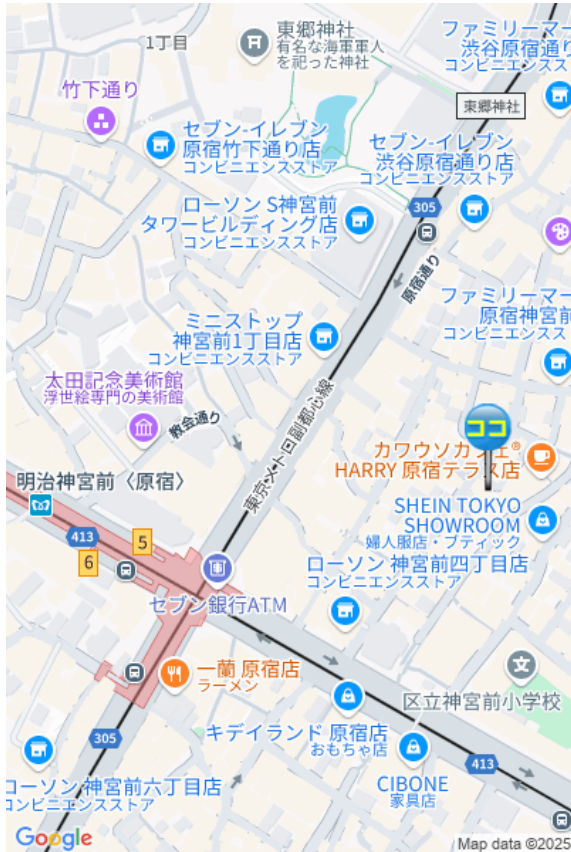 1丁目
東郷神社
有名な海軍軍人
を祀った神社
ファミリーマー
渋谷原宿通り
コンビニエンスス
竹下通り
東郷神社
セブン-イレブン
原宿竹下通り店
コンビニエンスストア
セブン-イレブン
渋谷原宿通り店
コンビニエンスストア
ローソン S神宮前
タワービルディング店
コンビニエンスストア
305
原宿通り
ファミリーマー
原宿神宮前
コンビニエンスス
ミニストップ
神宮前1丁目店
コンビニエンスストア
太田記念美術館
浮世絵専門の美術館
教会通り
東京メトロ副都心線
ココ
カワウソカフェ®
HARRY 原宿テラス店
明治神宮前〈原宿〉
SHEIN TOKYO
SHOWROOM
婦人服店・ブティック
413
5
6
ローソン 神宮前四丁目店
コンビニエンスストア
セブン銀行ATM
一蘭 原宿店
ラーメン
区立神宮前小学校
キデイランド 原宿店
おもちゃ店
305
413
ローソン 神宮前六丁目店
コンビニエンスストア
CIBONE
家具店
Google
Map data ©2025